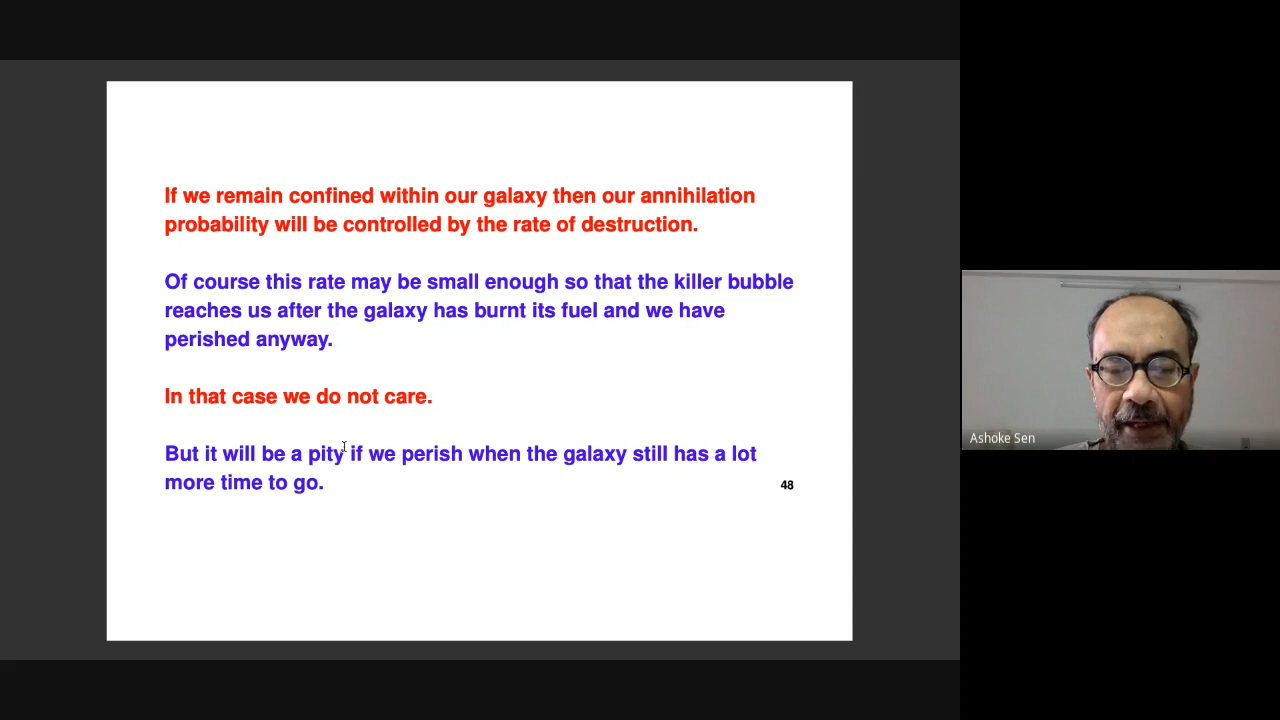 If we remain confined within our galaxy then our annihilation
probability will be controlled by the rate of destruction.
Of course this rate may be small enough so that the killer bubble
reaches us after the galaxy has burnt its fuel and we have
perished anyway.
In that case we do not care.
But it will be a pity if we perish when the galaxy still has a lot
more time to go.
48
Ashoke Sen